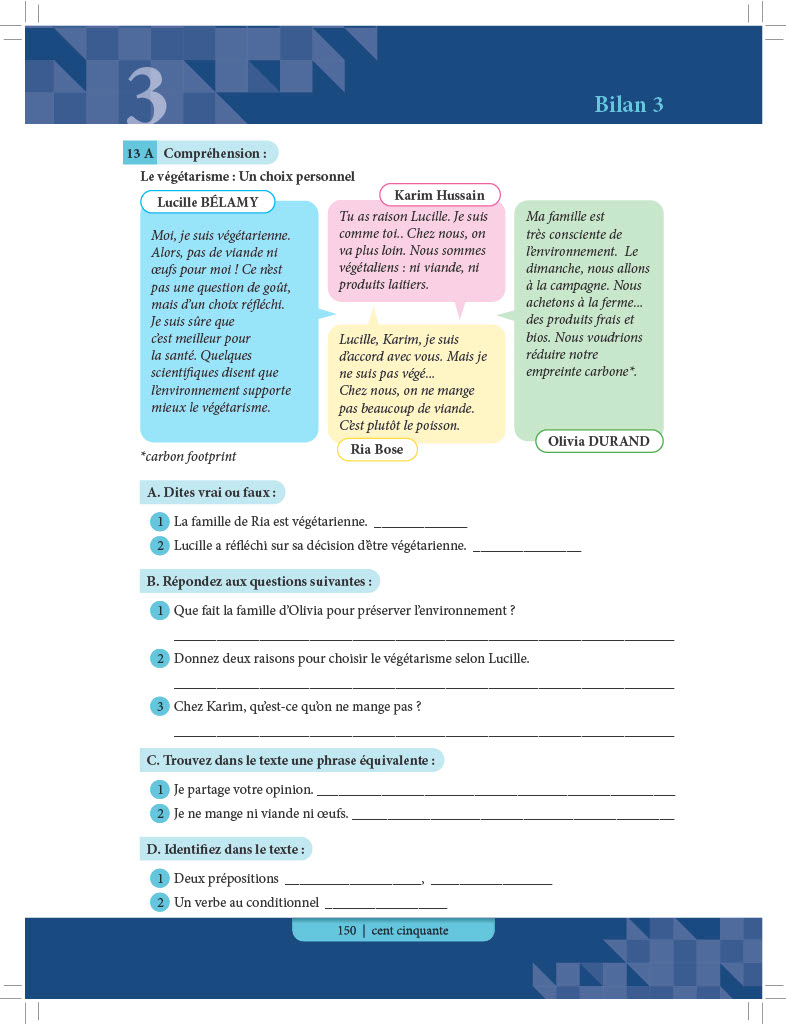 3
Bilan 3
13 A Compréhension :
Le végétarisme : Un choix personnel
Lucille BÉLAMY
Moi, je suis végétarienne.
Alors, pas de viande ni
œufs pour moi ! Ce n'est
pas une question de goût,
mais d'un choix réfléchi.
Je suis sûre que
c'est meilleur pour
la santé. Quelques
scientifiques disent que
l'environnement supporte
mieux le végétarisme.
Karim Hussain
Tu as raison Lucille. Je suis
comme toi.. Chez nous, on
va plus loin. Nous sommes
végétaliens : ni viande, ni
produits laitiers.
Lucille, Karim, je suis
d'accord avec vous. Mais je
ne suis pas végé...
Chez nous, on ne mange
pas beaucoup de viande.
C'est plutôt le poisson.
Ria Bose
Ma famille est
très consciente de
l'environnement. Le
dimanche, nous allons
à la campagne. Nous
achetons à la ferme...
des produits frais et
bios. Nous voudrions
réduire notre
empreinte carbone*.
Olivia DURAND
*carbon footprint
A. Dites vrai ou faux :
1 La famille de Ria est végétarienne. ______________
2 Lucille a réfléchi sur sa décision d'être végétarienne. ________________
B. Répondez aux questions suivantes :
1 Que fait la famille d'Olivia pour préserver l'environnement ?
2 Donnez deux raisons pour choisir le végétarisme selon Lucille.
3 Chez Karim, qu'est-ce qu'on ne mange pas ?
C. Trouvez dans le texte une phrase équivalente :
1 Je partage votre opinion. ______________
2 Je ne mange ni viande ni œufs. ______________
D. Identifiez dans le texte :
1 Deux prépositions ____________________, __________________
2 Un verbe au conditionnel __________________
150 | cent cinquante